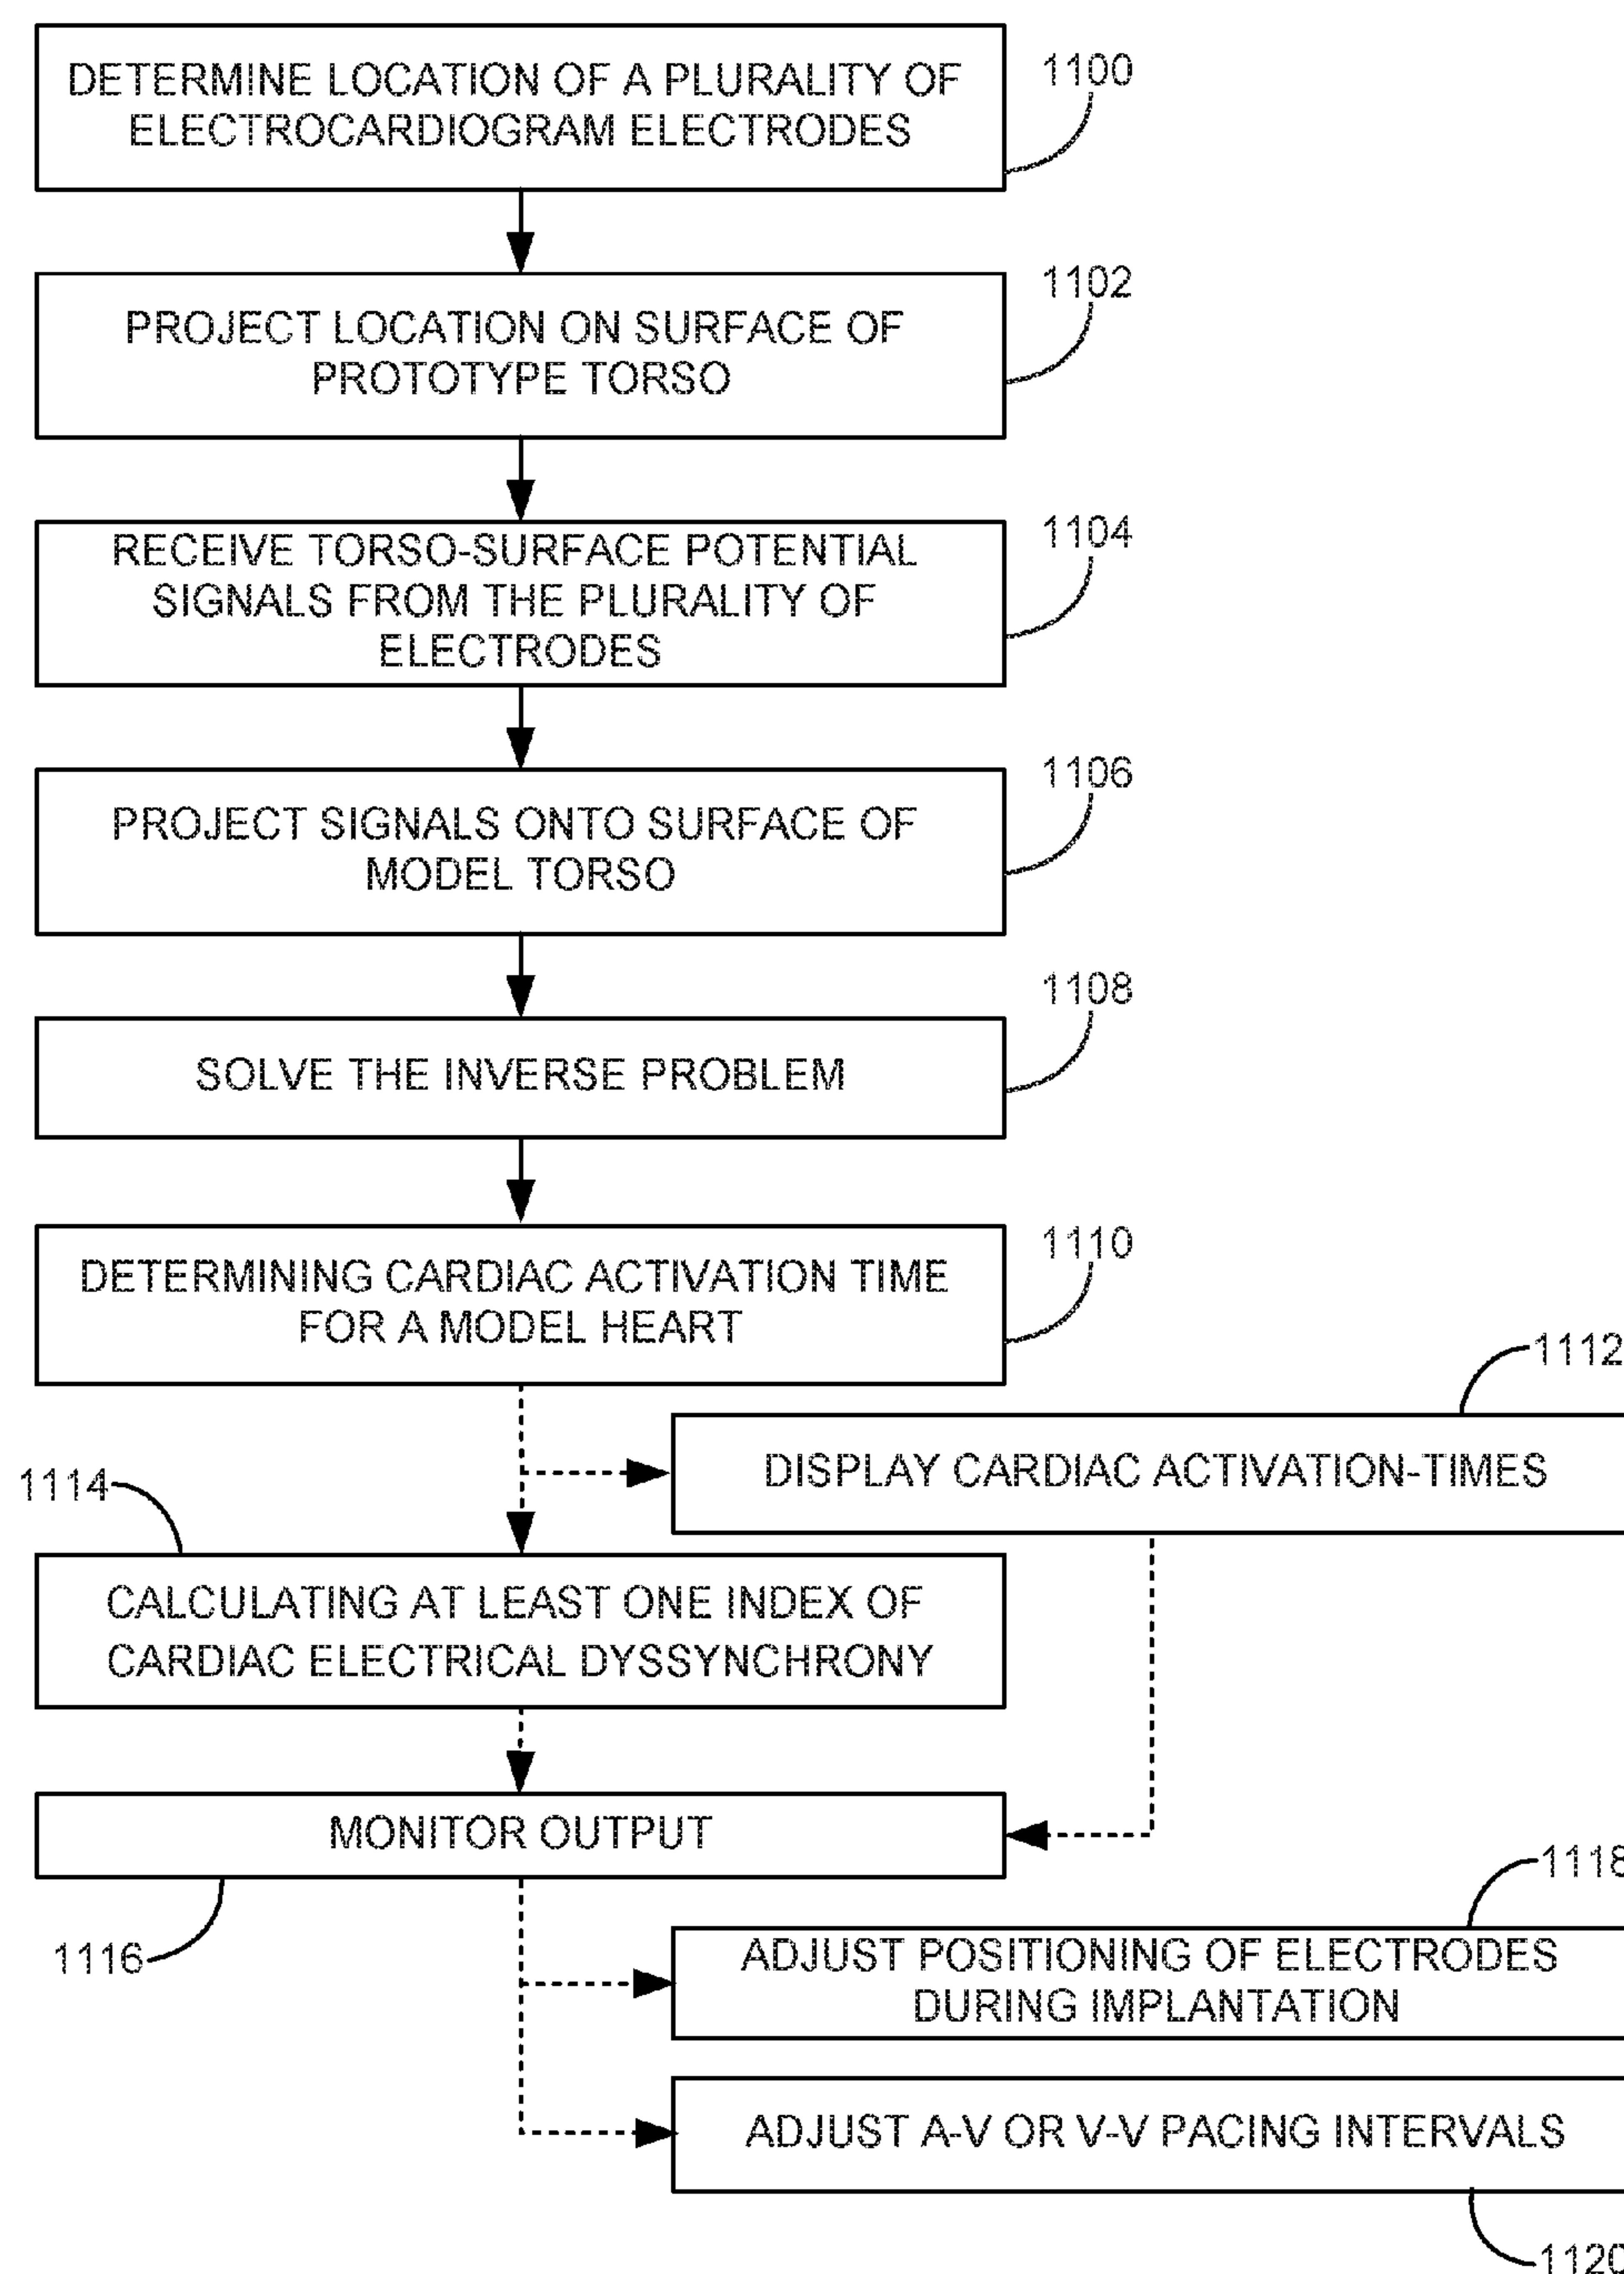 DETERMINE LOCATION OF A PLURALITY OF
ELECTROCARDIOGRAM ELECTRODES
1100
PROJECT LOCATION ON SURFACE OF
PROTOTYPE TORSO
1102
RECEIVE TORSO-SURFACE POTENTIAL
SIGNALS FROM THE PLURALITY OF
ELECTRODES
1104
PROJECT SIGNALS ONTO SURFACE OF
MODEL TORSO
1106
SOLVE THE INVERSE PROBLEM
1108
DETERMINING CARDIAC ACTIVATION TIME
FOR A MODEL HEART
1110
1112
DISPLAY CARDIAC ACTIVATION-TIMES
1114
CALCULATING AT LEAST ONE INDEX OF
CARDIAC ELECTRICAL DYSSYNCHRONY
MONITOR OUTPUT
1116
1118
ADJUST POSITIONING OF ELECTRODES
DURING IMPLANTATION
ADJUST A-V OR V-V PACING INTERVALS
1120